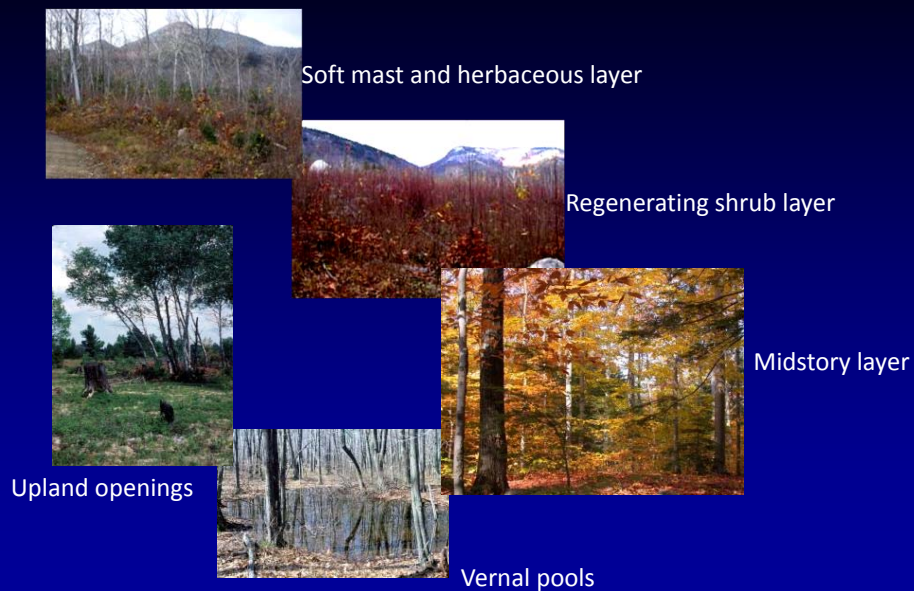 Soft mast and herbaceous layer
Regenerating shrub layer
Midstory layer
Upland openings
Vernal pools